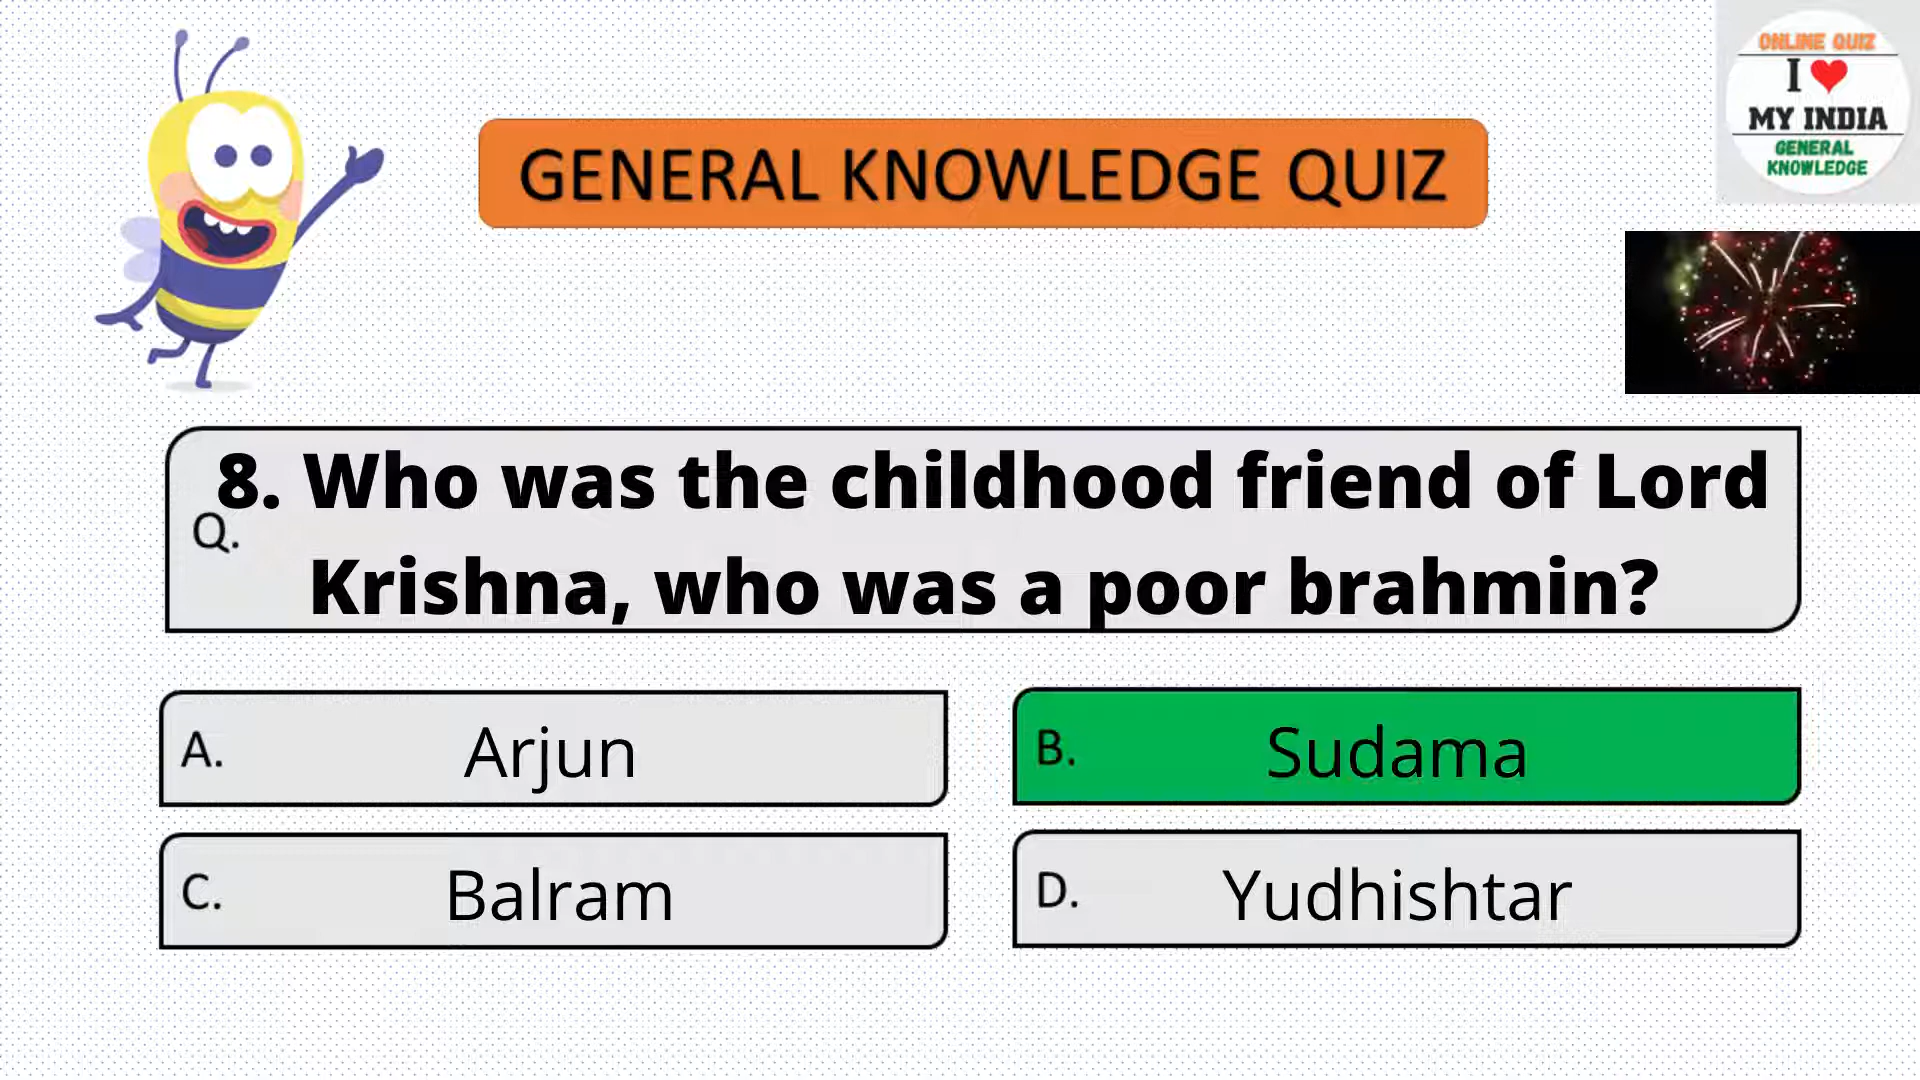 ONLINE QUIZ
I ❤
MY INDIA
GENERAL
KNOWLEDGE
GENERAL KNOWLEDGE QUIZ
Q.
8. Who was the childhood friend of Lord
Krishna, who was a poor brahmin?
A. Arjun
B. Sudama
C. Balram
D. Yudhishtar